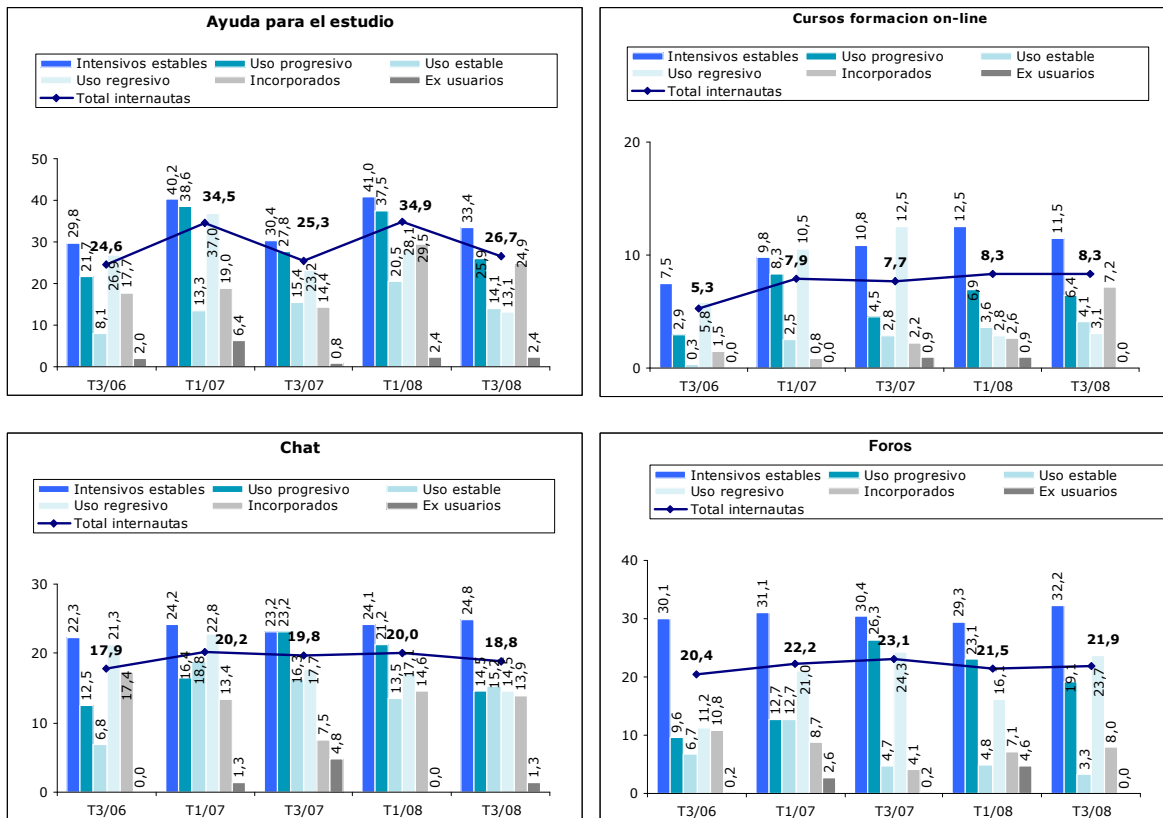 Ayuda para el estudio
Intensivos estables Uso progresivo Uso estable
Uso regresivo Incorporados Ex usuarios
Total internautas
50
40
30
20
10
0
29,8 21,7 8,1 26,9 17,7 2,0
40,2 38,6 13,3 37,0 19,0 6,4
30,4 27,8 15,4 23,2 14,4 0,8
41,0 37,5 20,5 28,1 29,5 2,4
33,4 25,9 14,1 13,1 24,9 2,4
24,6 34,5 25,3 34,9 26,7
T3/06 T1/07 T3/07 T1/08 T3/08
Cursos formacion on-line
Intensivos estables Uso progresivo Uso estable
Uso regresivo Incorporados Ex usuarios
Total internautas
20
10
0
7,5 2,9 0,3 5,8 1,5 0,0
9,8 8,3 2,5 10,5 0,8 0,0
10,8 4,5 2,8 12,5 2,2 0,9
12,5 6,9 3,6 2,8 2,6 0,9
11,5 6,4 4,1 3,1 7,2 0,0
5,3 7,9 7,7 8,3 8,3
T3/06 T1/07 T3/07 T1/08 T3/08
Chat
Intensivos estables Uso progresivo Uso estable
Uso regresivo Incorporados Ex usuarios
Total internautas
30
20
10
0
22,3 12,5 6,8 21,3 17,4 0,0
24,2 16,4 18,8 22,8 13,4 1,3
23,2 23,2 16,3 17,7 7,5 4,8
24,1 21,2 13,5 17,1 14,6 0,0
24,8 14,5 15,2 14,5 13,9 1,3
17,9 20,2 19,8 20,0 18,8
T3/06 T1/07 T3/07 T1/08 T3/08
Foros
Intensivos estables Uso progresivo Uso estable
Uso regresivo Incorporados Ex usuarios
Total internautas
40
30
20
10
0
30,1 9,6 6,7 11,2 10,8 0,2
31,1 12,7 12,7 21,0 8,7 2,6
30,4 26,3 4,7 24,3 4,1 0,2
29,3 23,1 4,8 16,1 7,1 4,6
32,2 19,1 3,3 23,7 8,0 0,0
20,4 22,2 23,1 21,5 21,9
T3/06 T1/07 T3/07 T1/08 T3/08